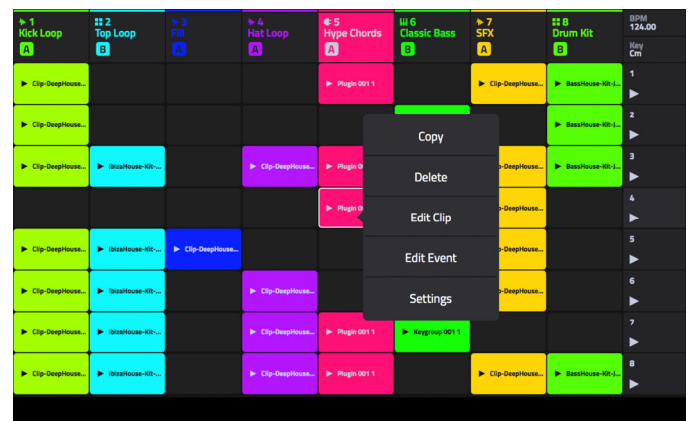 1 2 3 4 5 6 7 8 BPM
Kick Loop Top Loop Fill Hat Loop Hype Chords Classic Bass SFX Drum Kit 124.00
A B A A A B A B Key
Cm
Clip-DeepHouse... Plugin 001 1 Clip-DeepHouse... BassHouse-Kit-J... 1
Clip-DeepHouse... BassHouse-Kit-J... 2
Copy
Clip-DeepHouse... IbizaHouse-Kit-... Clip-DeepHouse... Plugin BassHouse-Kit-J... 3
Delete
Plugin 4
Edit Clip
Clip-DeepHouse... IbizaHouse-Kit-... Clip-DeepHouse... 5
Edit Event
Clip-DeepHouse... IbizaHouse-Kit-... Clip-DeepHouse... 6
Settings
Clip-DeepHouse... IbizaHouse-Kit-... Clip-DeepHouse... Plugin 001 1 Keygroup 001 1 7
Clip-DeepHouse... IbizaHouse-Kit-... Clip-DeepHouse... Plugin 001 1 Clip-DeepHouse... BassHouse-Kit-J... 8